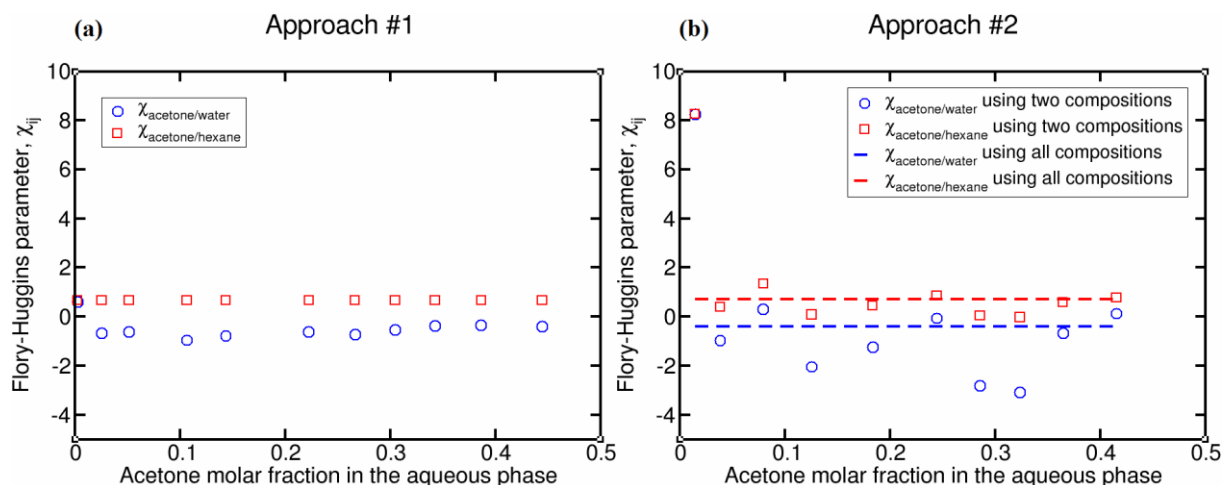 (a) Approach #1
10
8
6
4
2
0
-2
-4
Flory-Huggins parameter, χij
χacetone/water
χacetone/hexane
0 0.1 0.2 0.3 0.4 0.5
Acetone molar fraction in the aqueous phase
(b) Approach #2
10
8
6
4
2
0
-2
-4
Flory-Huggins parameter, χij
χacetone/water using two compositions
χacetone/hexane using two compositions
χacetone/water using all compositions
χacetone/hexane using all compositions
0 0.1 0.2 0.3 0.4 0.5
Acetone molar fraction in the aqueous phase